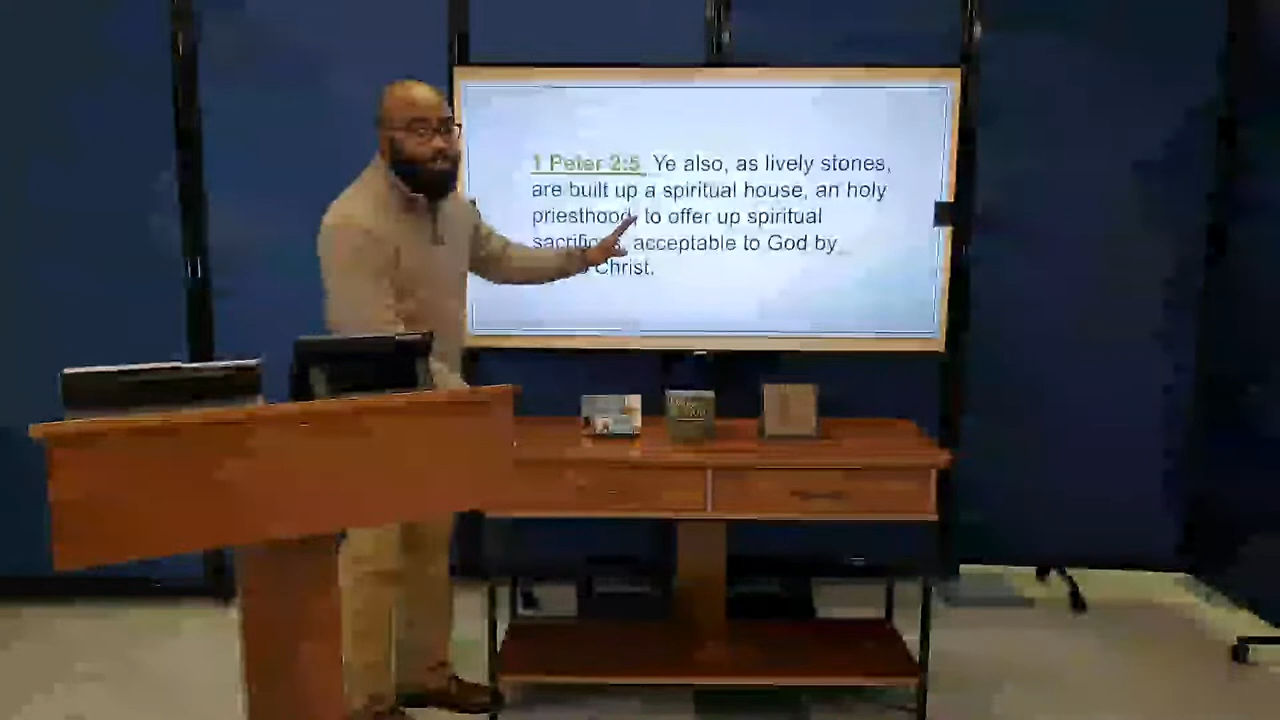 1 Peter 2:5 Ye also, as lively stones,
are built up a spiritual house, an holy
priesthood, to offer up spiritual
acceptable to God by
Christ.